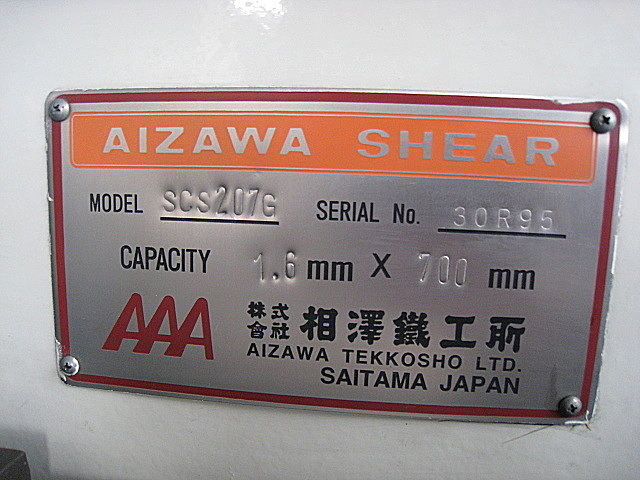 AIZAWA SHEAR
MODEL SCS207G SERIAL No. 30R95
CAPACITY 1.6 mm X 700 mm
AAA
株式
會社 相澤鐵工所
AIZAWA TEKKOSHO LTD.
SAITAMA JAPAN